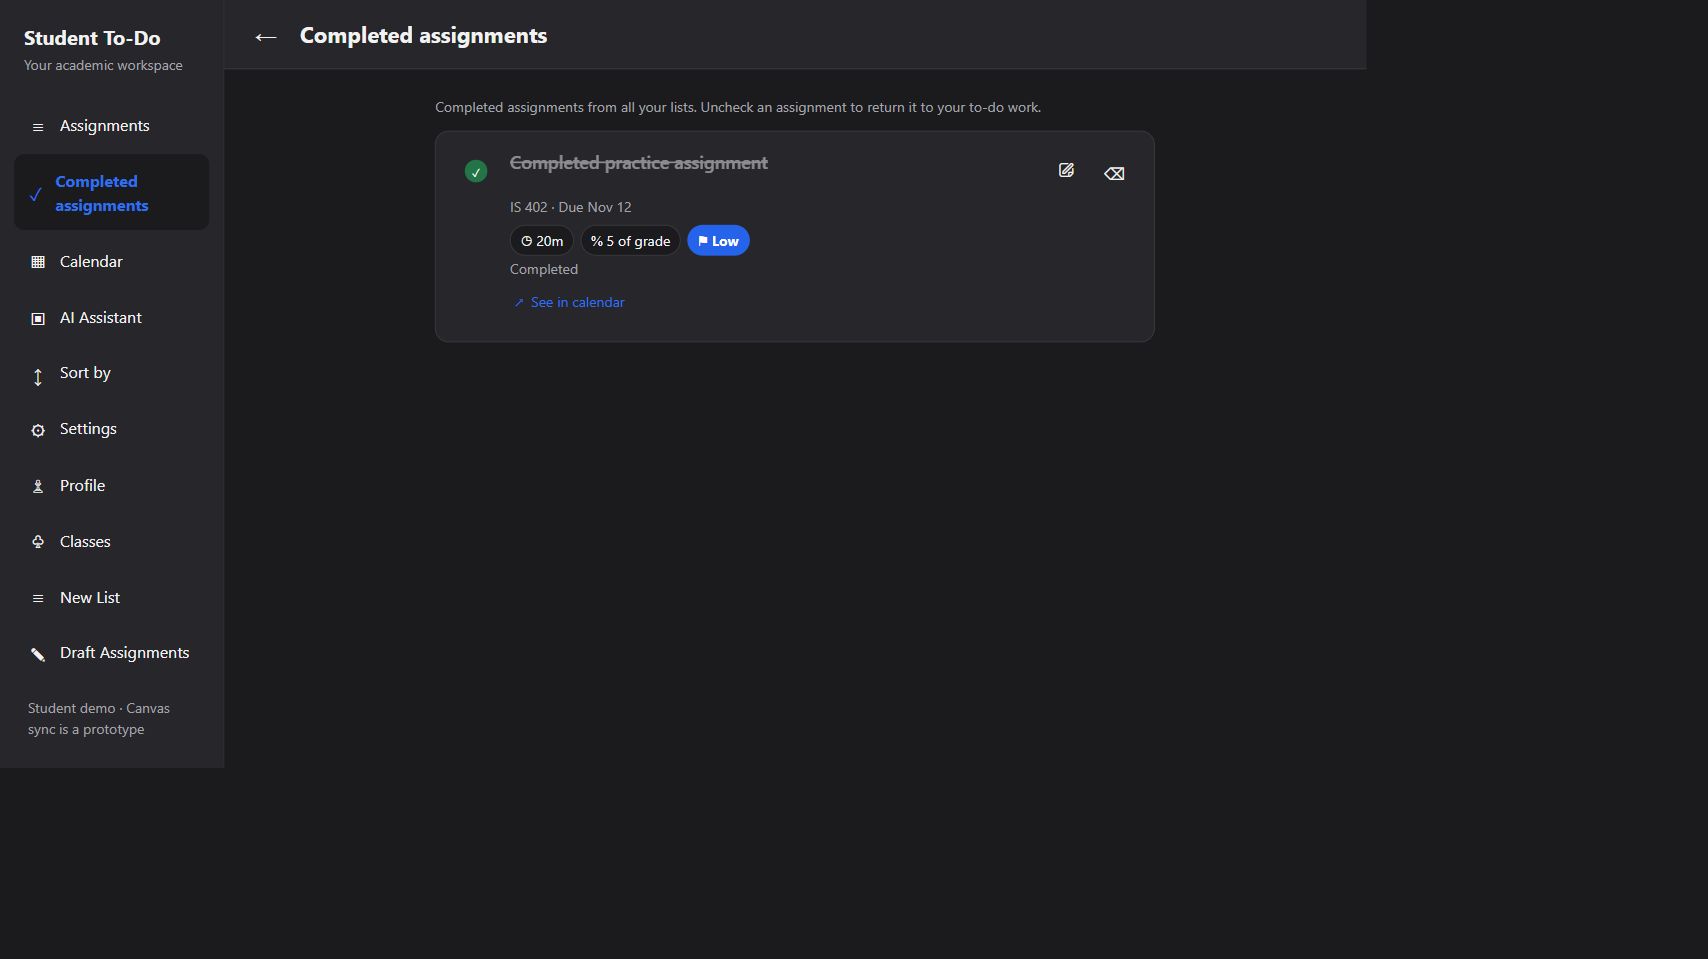 Student To-Do
Your academic workspace
Assignments
Completed
assignments
Calendar
AI Assistant
Sort by
Settings
Profile
Classes
New List
Draft Assignments
Student demo · Canvas
sync is a prototype
← Completed assignments
Completed assignments from all your lists. Uncheck an assignment to return it to your to-do work.
Completed practice assignment
IS 402 · Due Nov 12
20m % 5 of grade Low
Completed
See in calendar